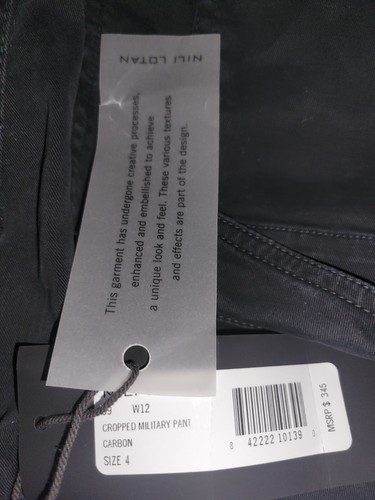 NILI LOTAN
This garment has undergone creative processes,
enhanced and embellished to achieve
a unique look and feel. These various textures
and effects are part of the design.
W12
CROPPED MILITARY PANT
CARBON
SIZE 4
8 42222 10139
MSRP $ 345